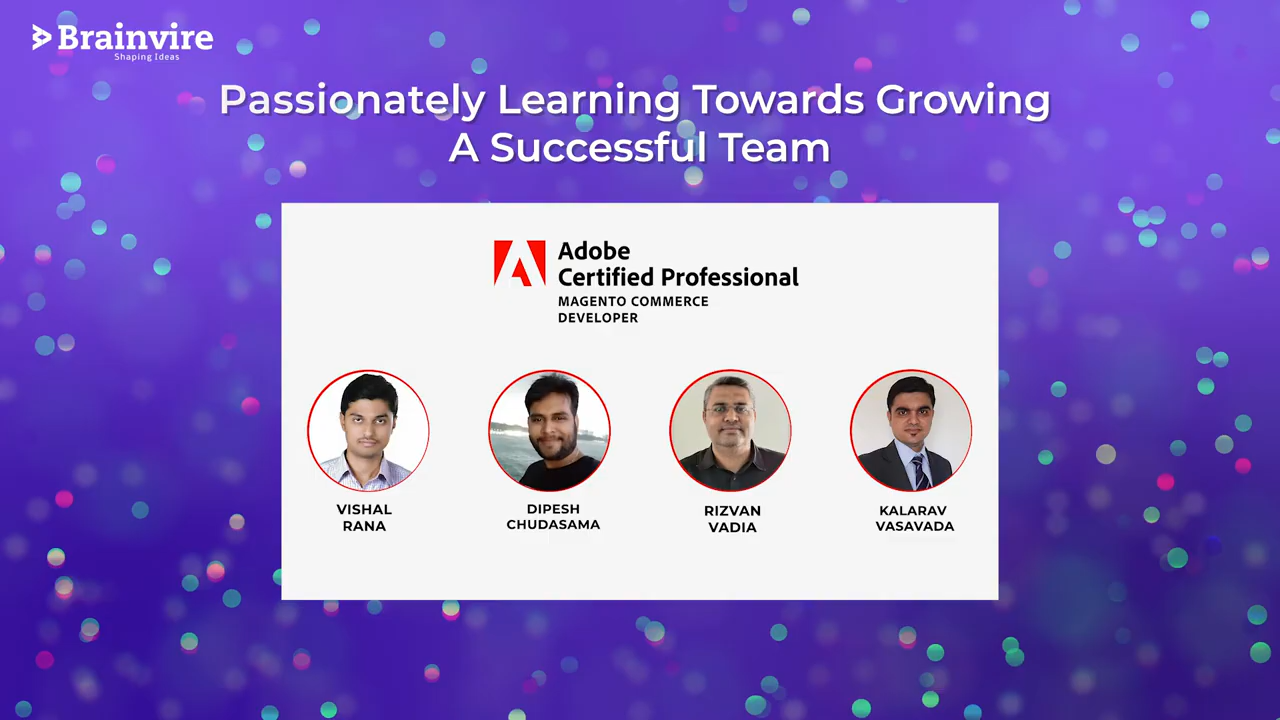 Brainvire
Shaping Ideas
Passionately Learning Towards Growing
A Successful Team
Adobe
Certified Professional
MAGENTO COMMERCE
DEVELOPER
VISHAL
RANA
DIPESH
CHUDASAMA
RIZVAN
VADIA
KALARAV
VASAVADA